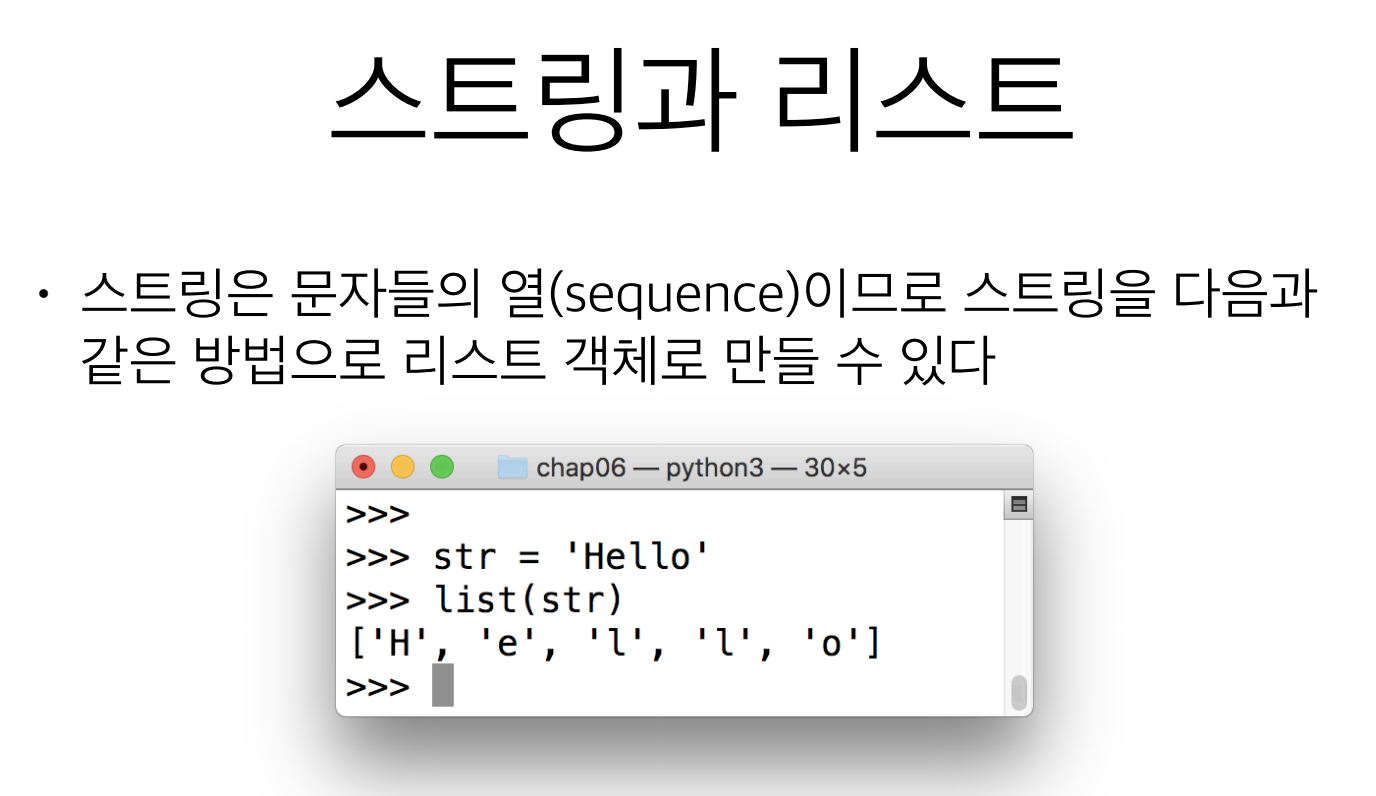 스트링과 리스트
• 스트링은 문자들의 열(sequence)이므로 스트링을 다음과
같은 방법으로 리스트 객체로 만들 수 있다
chap06 — python3 — 30×5
>>>
>>> str = 'Hello'
>>> list(str)
['H', 'e', 'l', 'l', 'o']
>>>